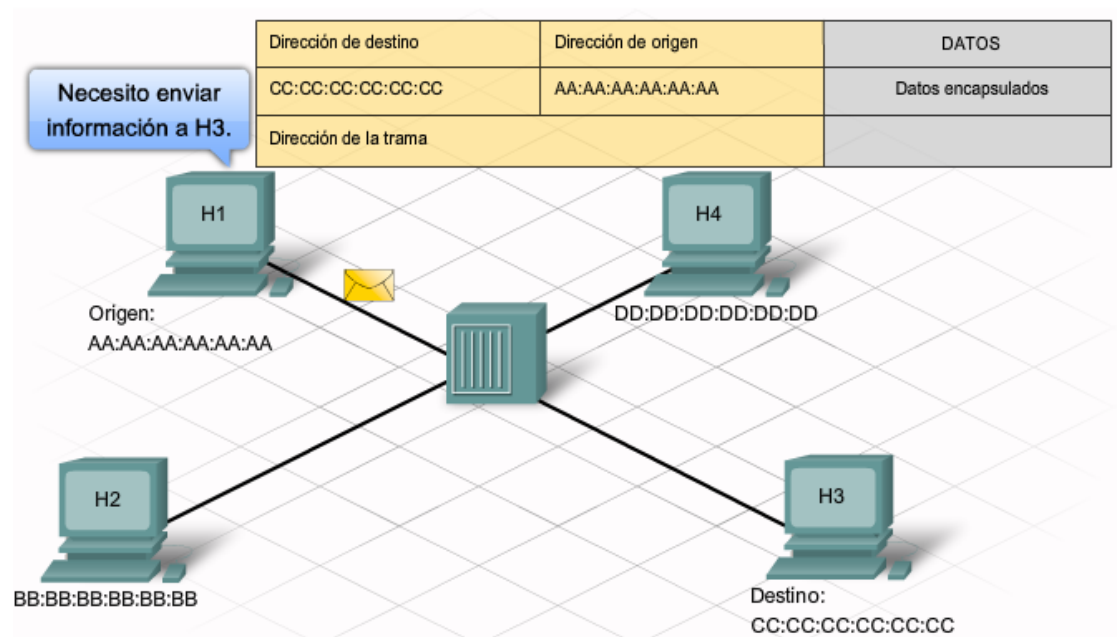 Dirección de destino
Dirección de origen
DATOS
CC:CC:CC:CC:CC:CC
AA:AA:AA:AA:AA:AA
Datos encapsulados
Dirección de la trama
Necesito enviar
información a H3.
H1
H4
Origen:
AA:AA:AA:AA:AA:AA
DD:DD:DD:DD:DD:DD
H2
H3
BB:BB:BB:BB:BB:BB
Destino:
CC:CC:CC:CC:CC:CC